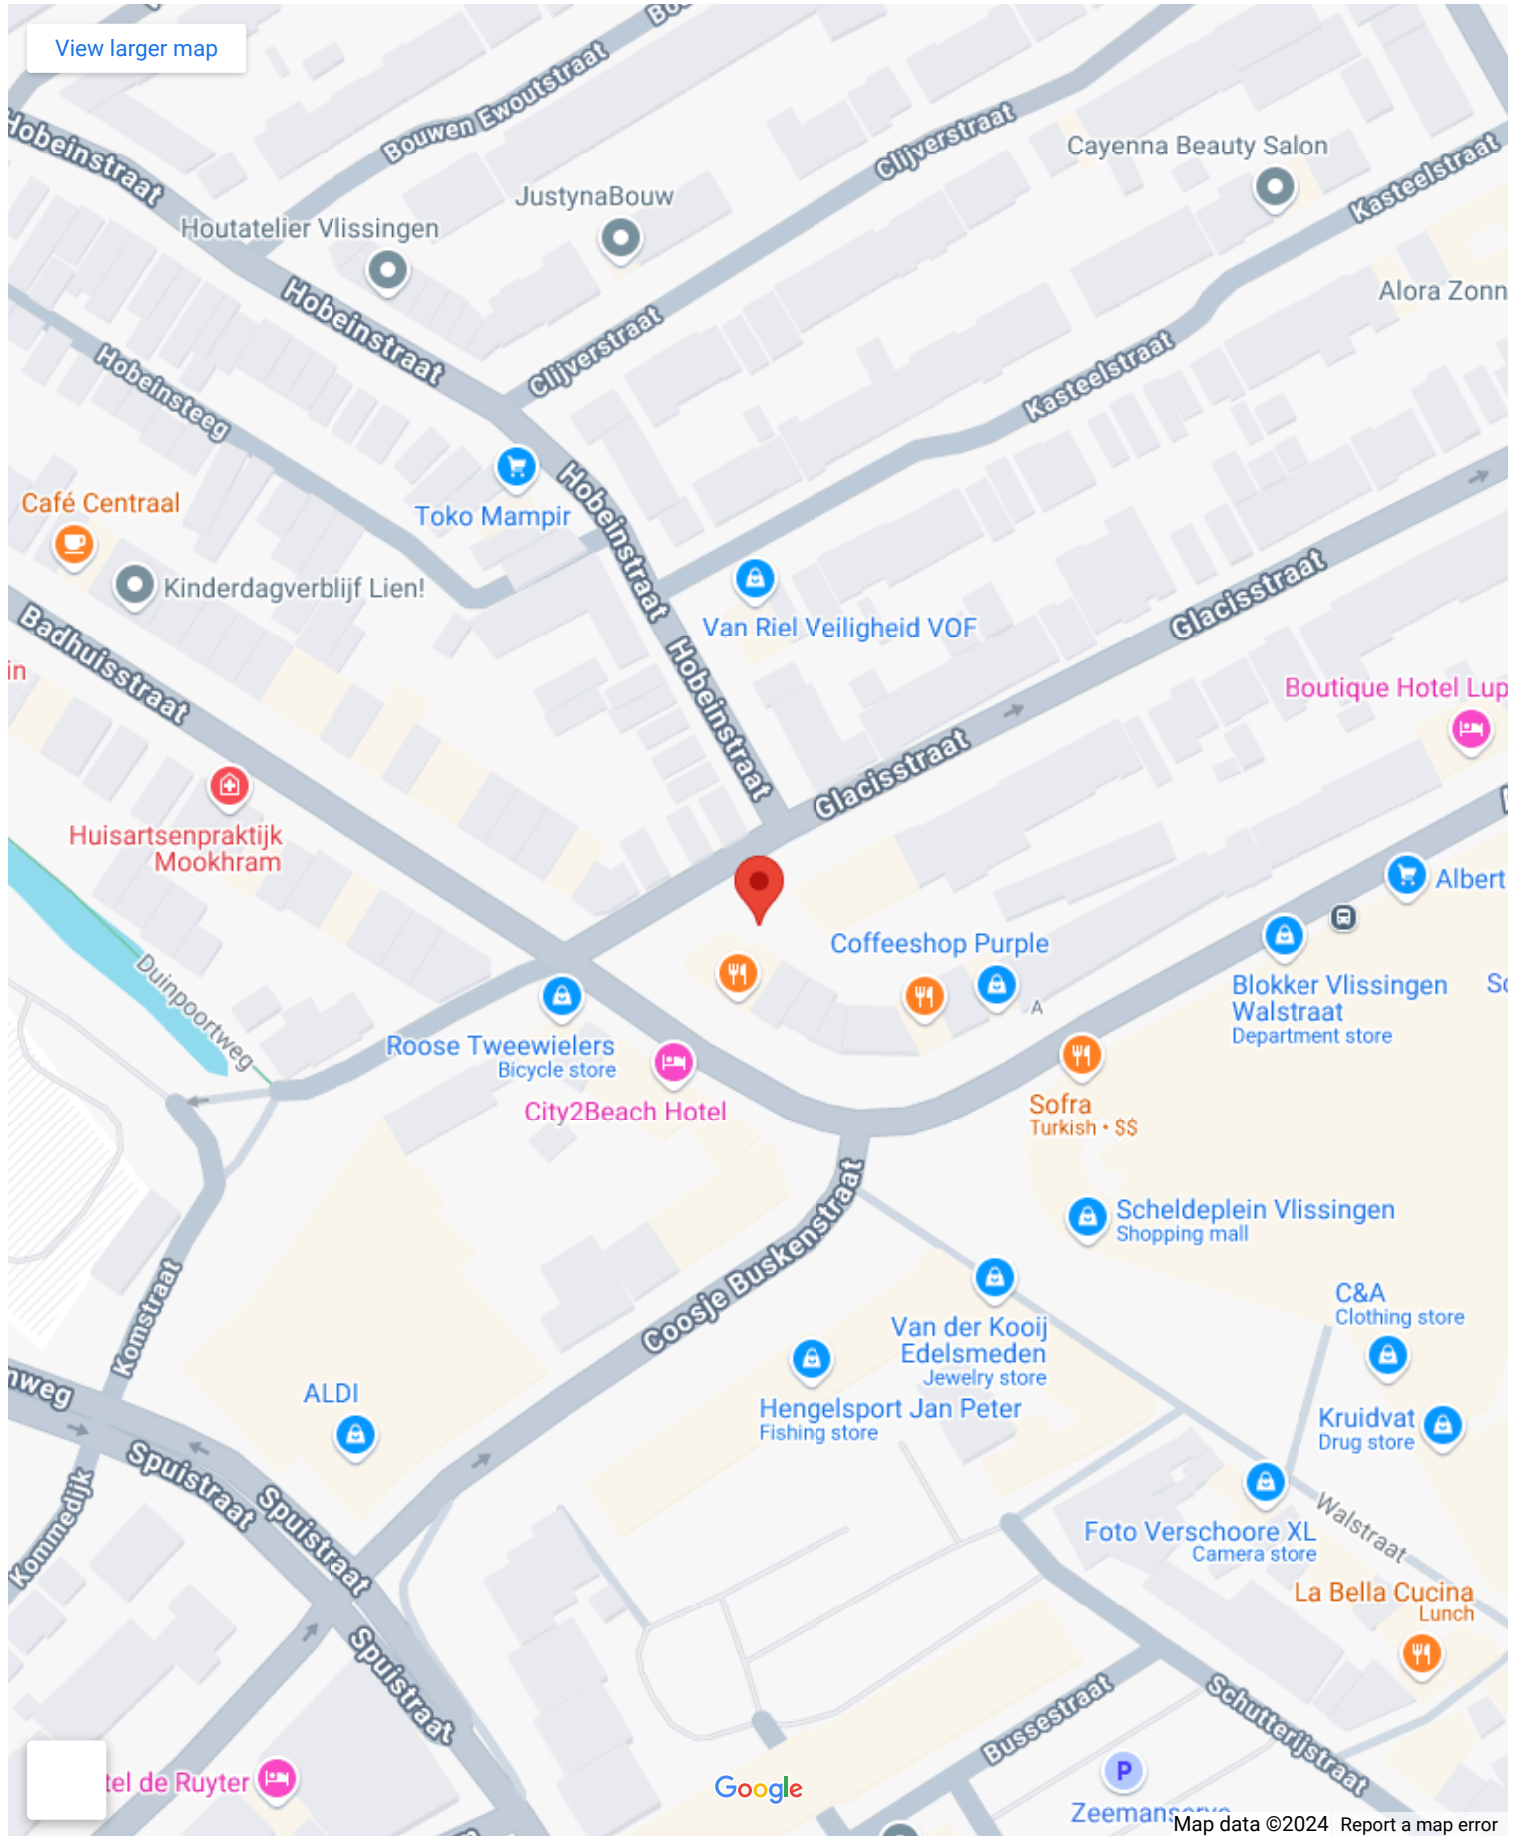 View larger map
Bouwen Ewoutstraat
Clijverstraat
Cayenna Beauty Salon
Hobeinstraat
Kasteelstraat
JustynaBouw
Houtatelier Vlissingen
Alora Zonn
Hobeinstraat
Clijverstraat
Kasteelstraat
Hobeinsteeg
Café Centraal
Toko Mampir
Hobeinstraat
Kinderdagverblijf Lien!
Glacisstraat
Van Riel Veiligheid VOF
Badhuisstraat
in
Hobeinstraat
Boutique Hotel Lup
Glacisstraat
Huisartsenpraktijk
Mookhram
Albert
Coffeeshop Purple
Duinpoortweg
Blokker Vlissingen
Walstraat
Department store
So
A
Roose Tweewielers
Bicycle store
City2Beach Hotel
Sofra
Turkish • $$
Coosje Buskenstraat
Scheldeplein Vlissingen
Shopping mall
Komstraat
C&A
Clothing store
Van der Kooij
Edelsmeden
Jewelry store
nweg
ALDI
Hengelsport Jan Peter
Fishing store
Kruidvat
Drug store
Spuistraat
Spuistraat
Kommedijk
Walstraat
Foto Verschoore XL
Camera store
La Bella Cucina
Lunch
Spuistraat
Bussestraat
Schutterijstraat
tel de Ruyter
Google
P
Zeemanserve
Map data ©2024
Report a map error